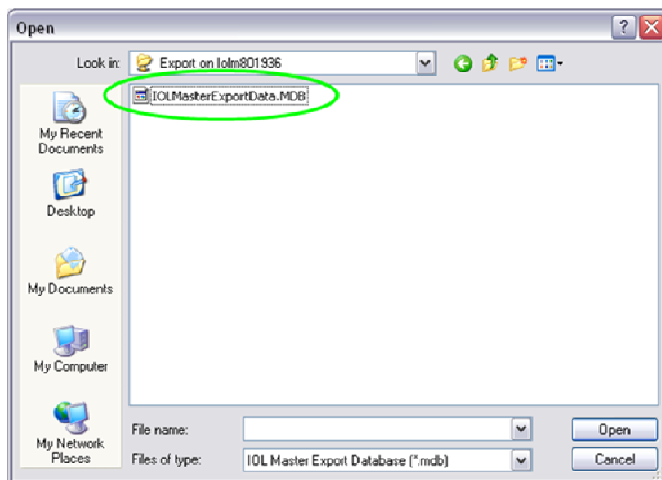 Open
Look in:
Export on Iolm801936
IOLMasterExportData.MDB
My Recent
Documents
Desktop
My Documents
My Computer
My Network
Places
File name:
Open
Files of type:
IOL Master Export Database (*.mdb)
Cancel